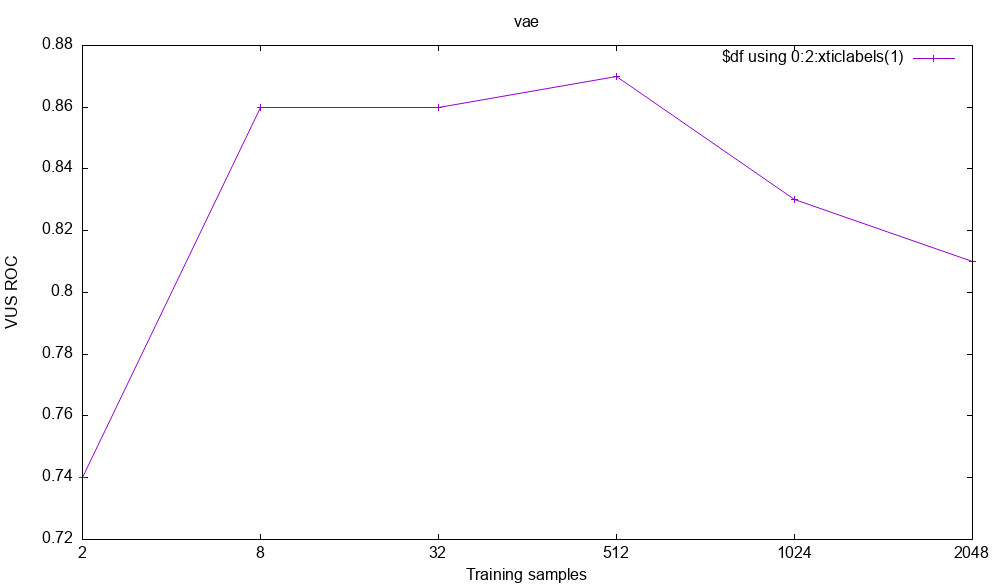 vae
$df using 0:2:xticlabels(1)
0.88
0.86
0.84
0.82
0.8
0.78
0.76
0.74
0.72
VUS ROC
2 8 32 512 1024 2048
Training samples